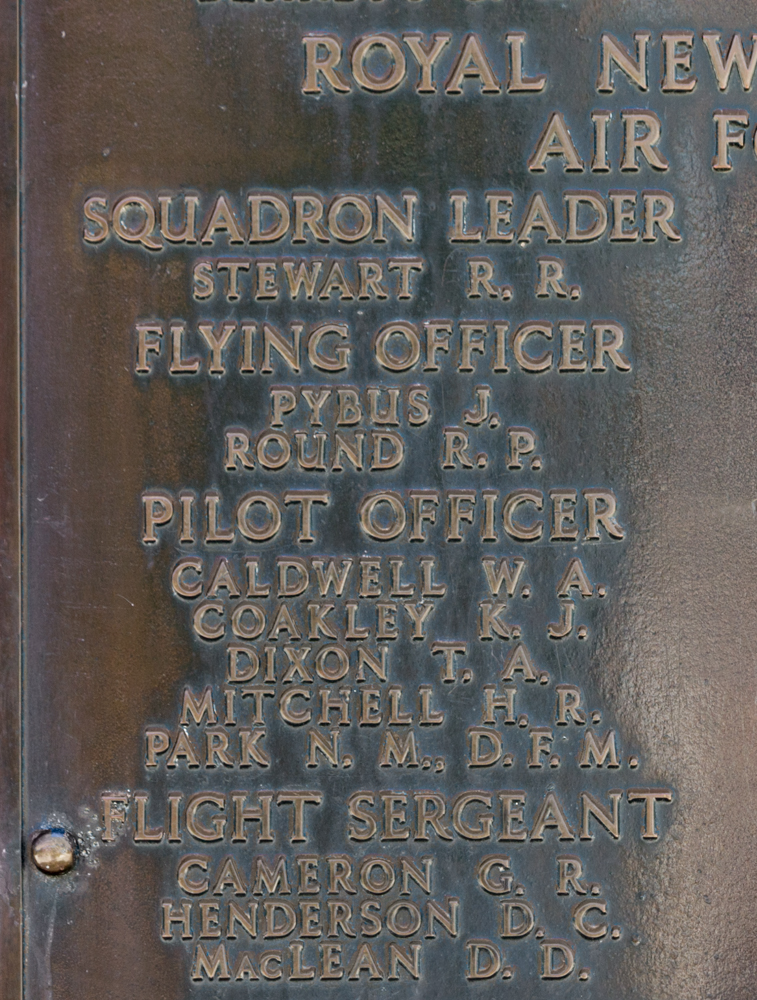 ROYAL NEW
AIR FO
SQUADRON LEADER
STEWART R. R.
FLYING OFFICER
PYBUS J.
ROUND R. P.
PILOT OFFICER
CALDWELL W. A.
COAKLEY K. J.
DIXON T. A.
MITCHELL H. R.
PARK N. M., D.F.M.
FLIGHT SERGEANT
CAMERON G. R.
HENDERSON D. C.
MacLEAN D. D.